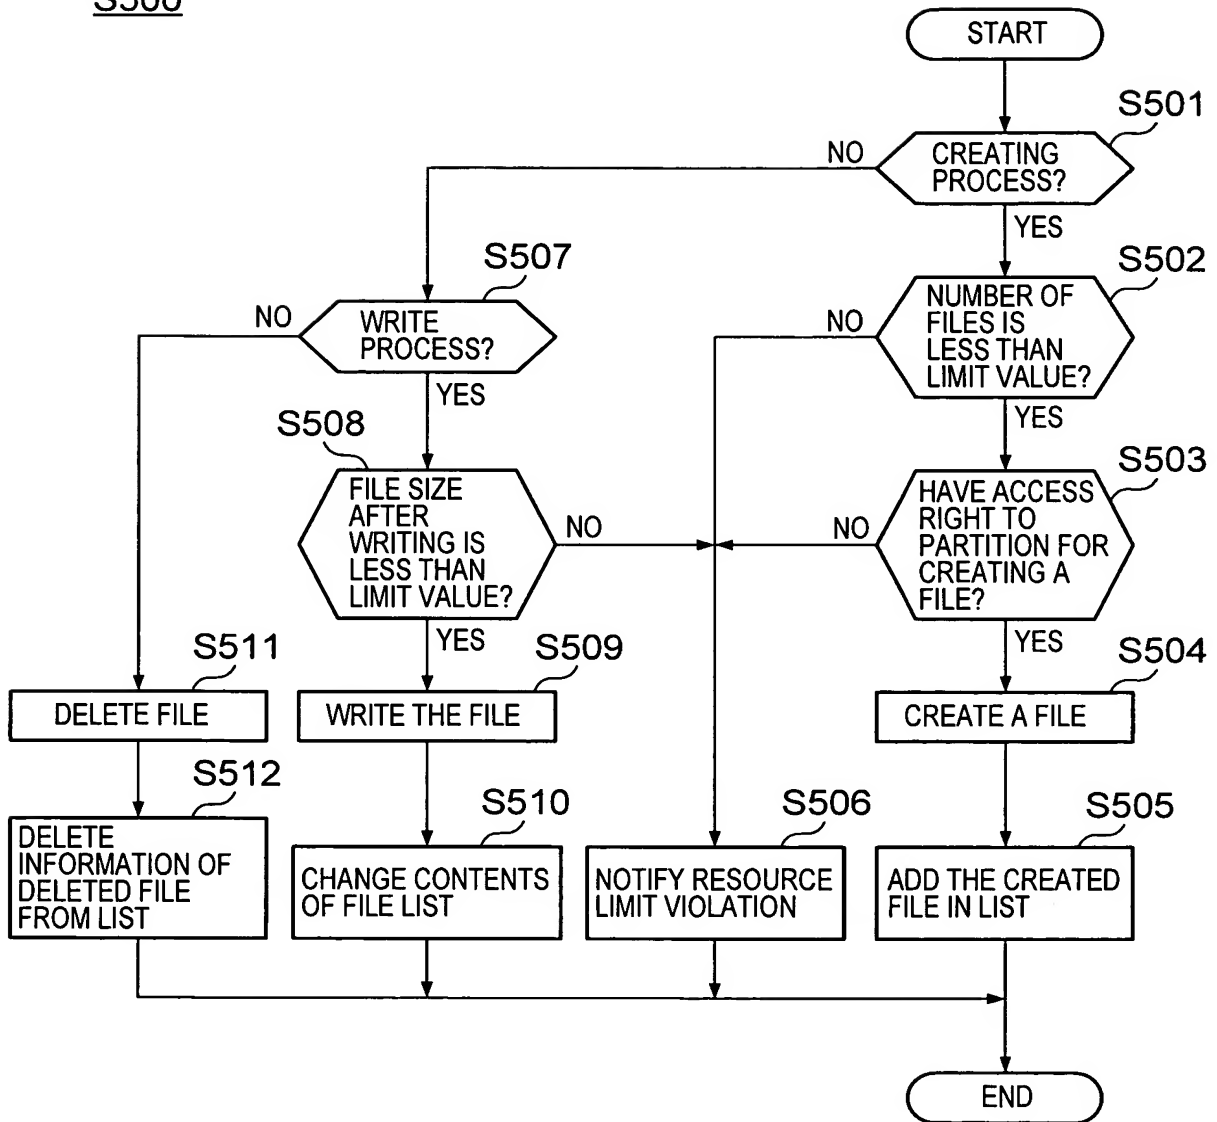 S500
START
S501
CREATING
PROCESS?
NO
YES
S502
NUMBER OF
FILES IS
LESS THAN
LIMIT VALUE?
NO
YES
S507
WRITE
PROCESS?
NO
YES
S508
FILE SIZE
AFTER
WRITING IS
LESS THAN
LIMIT VALUE?
NO
YES
S503
HAVE ACCESS
RIGHT TO
PARTITION FOR
CREATING A
FILE?
NO
YES
S511
DELETE FILE
S509
WRITE THE FILE
S504
CREATE A FILE
S512
DELETE
INFORMATION OF
DELETED FILE
FROM LIST
S510
CHANGE CONTENTS
OF FILE LIST
S506
NOTIFY RESOURCE
LIMIT VIOLATION
S505
ADD THE CREATED
FILE IN LIST
END